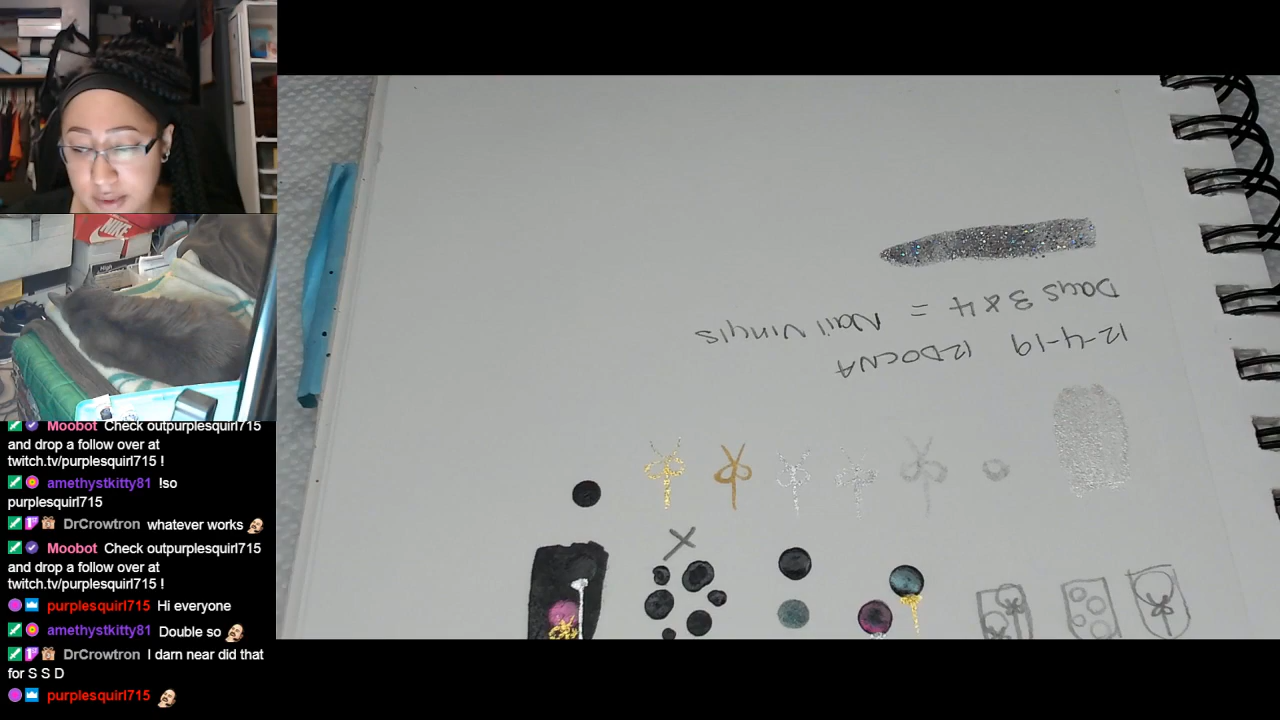 NIKE
High
Moobot Check outpurplesquirl715
and drop a follow over at
twitch.tv/purplesquirl715 !
amethystkitty81 !so
purplesquirl715
DrCrowtron whatever works
Moobot Check outpurplesquirl715
and drop a follow over at
twitch.tv/purplesquirl715 !
purplesquirl715 Hi everyone
amethystkitty81 Double so
DrCrowtron I darn near did that
for S S D
purplesquirl715
12-4-19 12DOCNA
Days 3 & 4 = Nail Vinyls